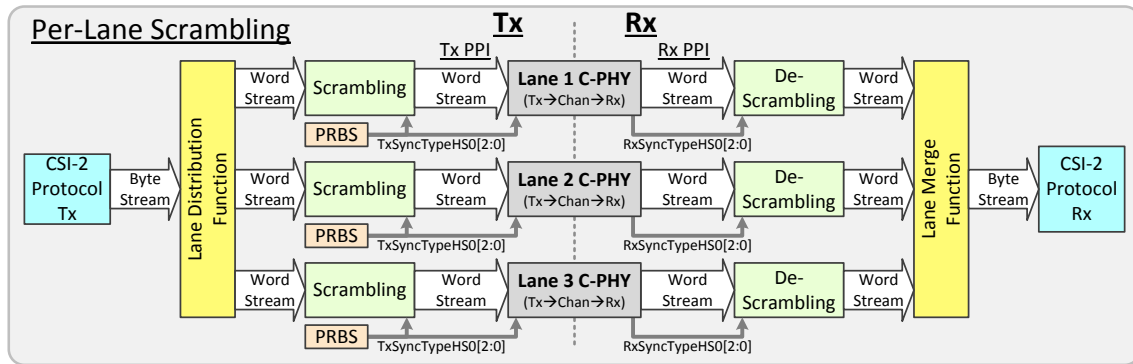 Per-Lane Scrambling
Tx
Rx
Tx PPI
Rx PPI
CSI-2
Protocol
Tx
Byte
Stream
Lane Distribution
Function
Word
Stream
Scrambling
Word
Stream
Lane 1 C-PHY
(Tx→Chan→Rx)
Word
Stream
De-
Scrambling
Word
Stream
PRBS
TxSyncTypeHS0[2:0]
RxSyncTypeHS0[2:0]
Word
Stream
Scrambling
Word
Stream
Lane 2 C-PHY
(Tx→Chan→Rx)
Word
Stream
De-
Scrambling
Word
Stream
PRBS
TxSyncTypeHS0[2:0]
RxSyncTypeHS0[2:0]
Word
Stream
Scrambling
Word
Stream
Lane 3 C-PHY
(Tx→Chan→Rx)
Word
Stream
De-
Scrambling
Word
Stream
PRBS
TxSyncTypeHS0[2:0]
RxSyncTypeHS0[2:0]
Lane Merge
Function
Byte
Stream
CSI-2
Protocol
Rx